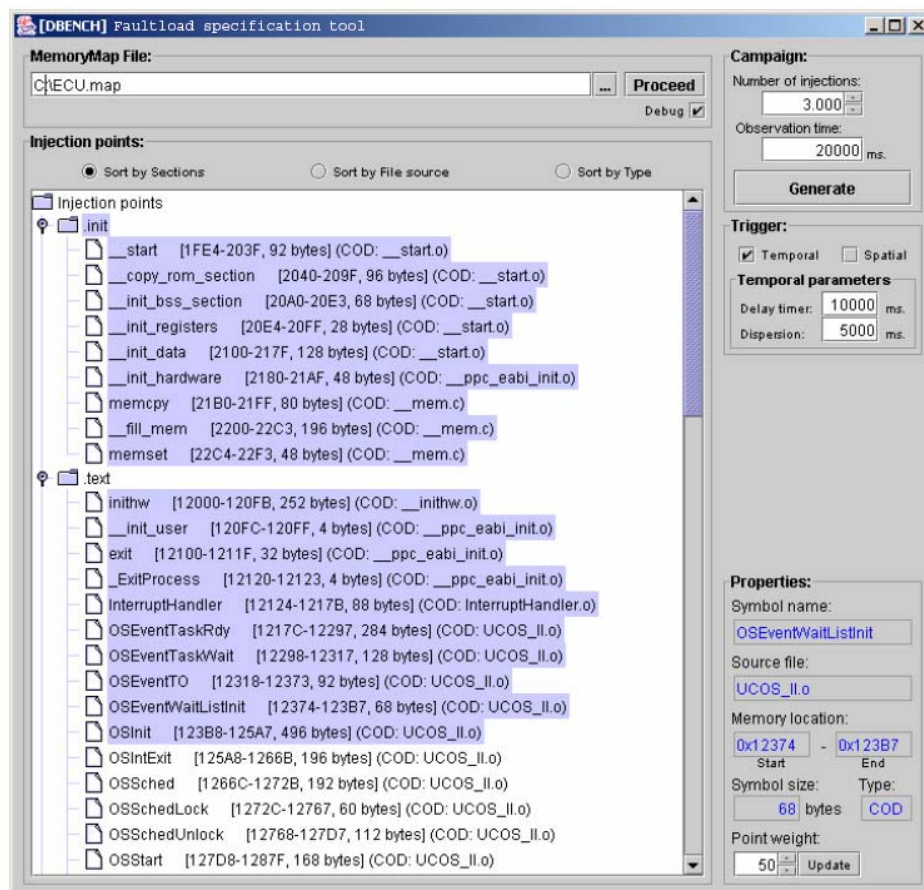 [DBENCH] Faultload specification tool
MemoryMap File:
C:\ECU.map
... Proceed
Debug
Injection points:
Sort by Sections Sort by File source Sort by Type
Injection points
.init
__start [1FE4-203F, 92 bytes] (COD: __start.o)
__copy_rom_section [2040-209F, 96 bytes] (COD: __start.o)
__init_bss_section [20A0-20E3, 68 bytes] (COD: __start.o)
__init_registers [20E4-20FF, 28 bytes] (COD: __start.o)
__init_data [2100-217F, 128 bytes] (COD: __start.o)
__init_hardware [2180-21AF, 48 bytes] (COD: __ppc_eabi_init.o)
memcpy [21B0-21FF, 80 bytes] (COD: __mem.c)
__fill_mem [2200-22C3, 196 bytes] (COD: __mem.c)
memset [22C4-22F3, 48 bytes] (COD: __mem.c)
.text
inithw [12000-120FB, 252 bytes] (COD: __inithw.o)
__init_user [120FC-120FF, 4 bytes] (COD: __ppc_eabi_init.o)
exit [12100-1211F, 32 bytes] (COD: __ppc_eabi_init.o)
_ExitProcess [12120-12123, 4 bytes] (COD: __ppc_eabi_init.o)
InterruptHandler [12124-1217B, 88 bytes] (COD: InterruptHandler.o)
OSEventTaskRdy [1217C-12297, 284 bytes] (COD: UCOS_II.o)
OSEventTaskWait [12298-12317, 128 bytes] (COD: UCOS_II.o)
OSEventTO [12318-12373, 92 bytes] (COD: UCOS_II.o)
OSEventWaitListInit [12374-123B7, 68 bytes] (COD: UCOS_II.o)
OSInit [123B8-125A7, 496 bytes] (COD: UCOS_II.o)
OSIntExit [125A8-1266B, 196 bytes] (COD: UCOS_II.o)
OSSched [1266C-1272B, 192 bytes] (COD: UCOS_II.o)
OSSchedLock [1272C-12767, 60 bytes] (COD: UCOS_II.o)
OSSchedUnlock [12768-127D7, 112 bytes] (COD: UCOS_II.o)
OSStart [127D8-1287F, 168 bytes] (COD: UCOS_II.o)
Campaign:
Number of injections:
3.000
Observation time:
20000 ms.
Generate
Trigger:
Temporal Spatial
Temporal parameters
Delay timer: 10000 ms.
Dispersion: 5000 ms.
Properties:
Symbol name:
OSEventWaitListInit
Source file:
UCOS_II.o
Memory location:
0x12374 - 0x123B7
Start End
Symbol size: Type:
68 bytes COD
Point weight:
50 Update